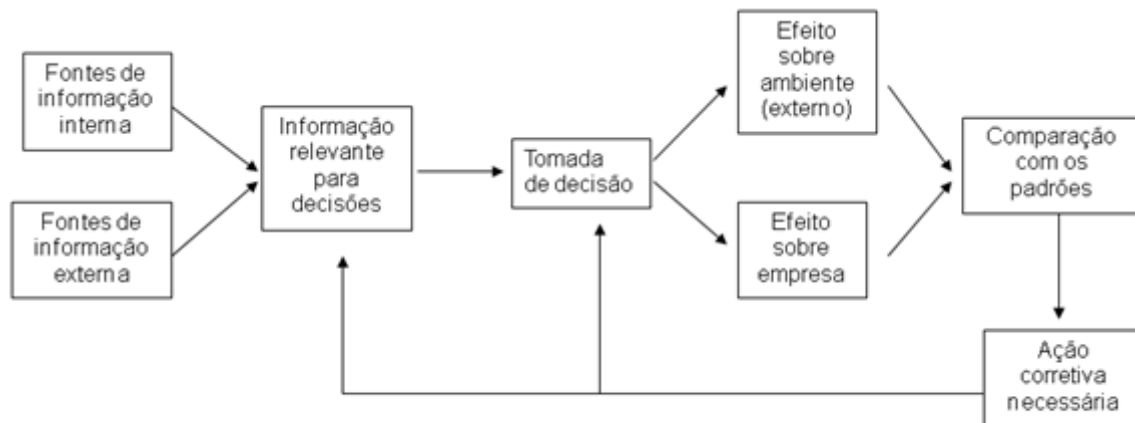 Fontes de
informação
interna
Fontes de
informação
externa
Informação
relevante
para
decisões
Tomada
de decisão
Efeito
sobre
ambiente
(externo)
Efeito
sobre
empresa
Comparação
com os
padrões
Ação
corretiva
necessária